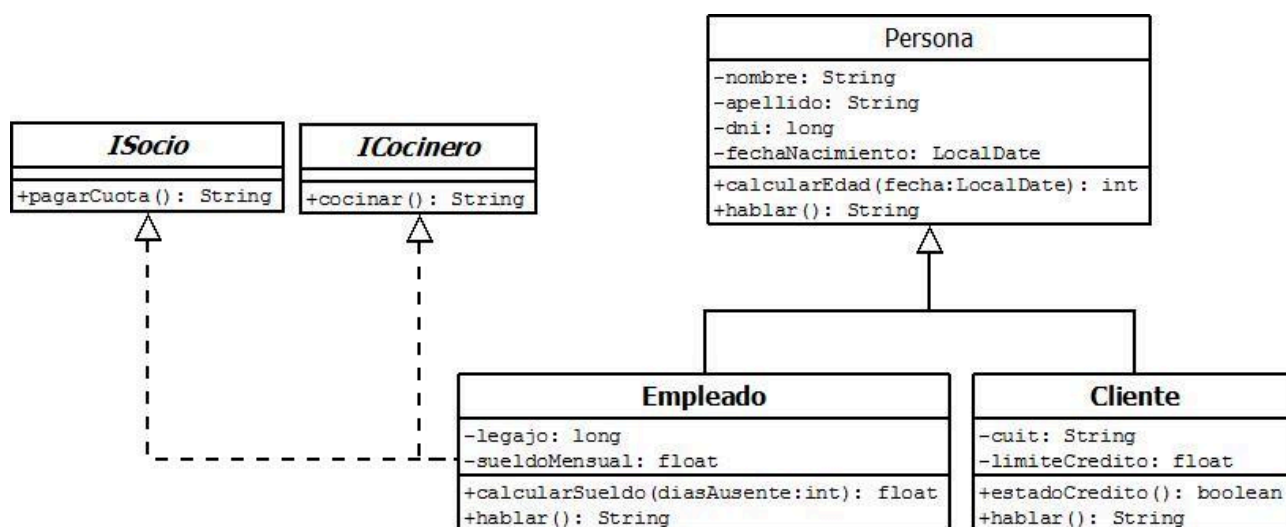 Persona
-nombre: String
-apellido: String
-dni: long
-fechaNacimiento: LocalDate
+calcularEdad(fecha:LocalDate): int
+hablar(): String
ISocio
+pagarCuota(): String
ICocinero
+cocinar(): String
Empleado
-legajo: long
-sueldoMensual: float
+calcularSueldo(diasAusente:int): float
+hablar(): String
Cliente
-cuit: String
-limiteCredito: float
+estadoCredito(): boolean
+hablar(): String